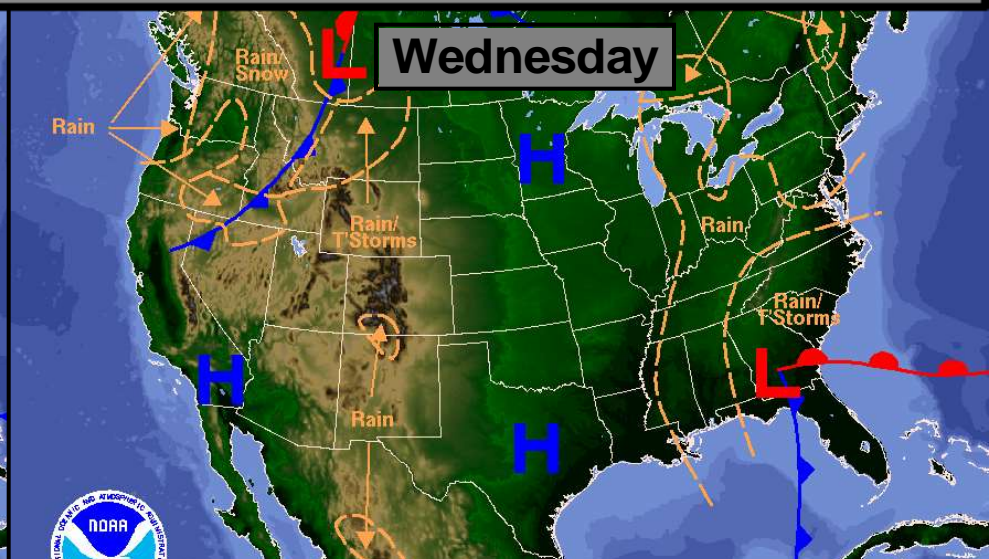 Wednesday
L
Rain/
Snow
Rain
H
Rain/
T'Storms
Rain
Rain/
T'Storms
H
L
Rain
H
NOAA